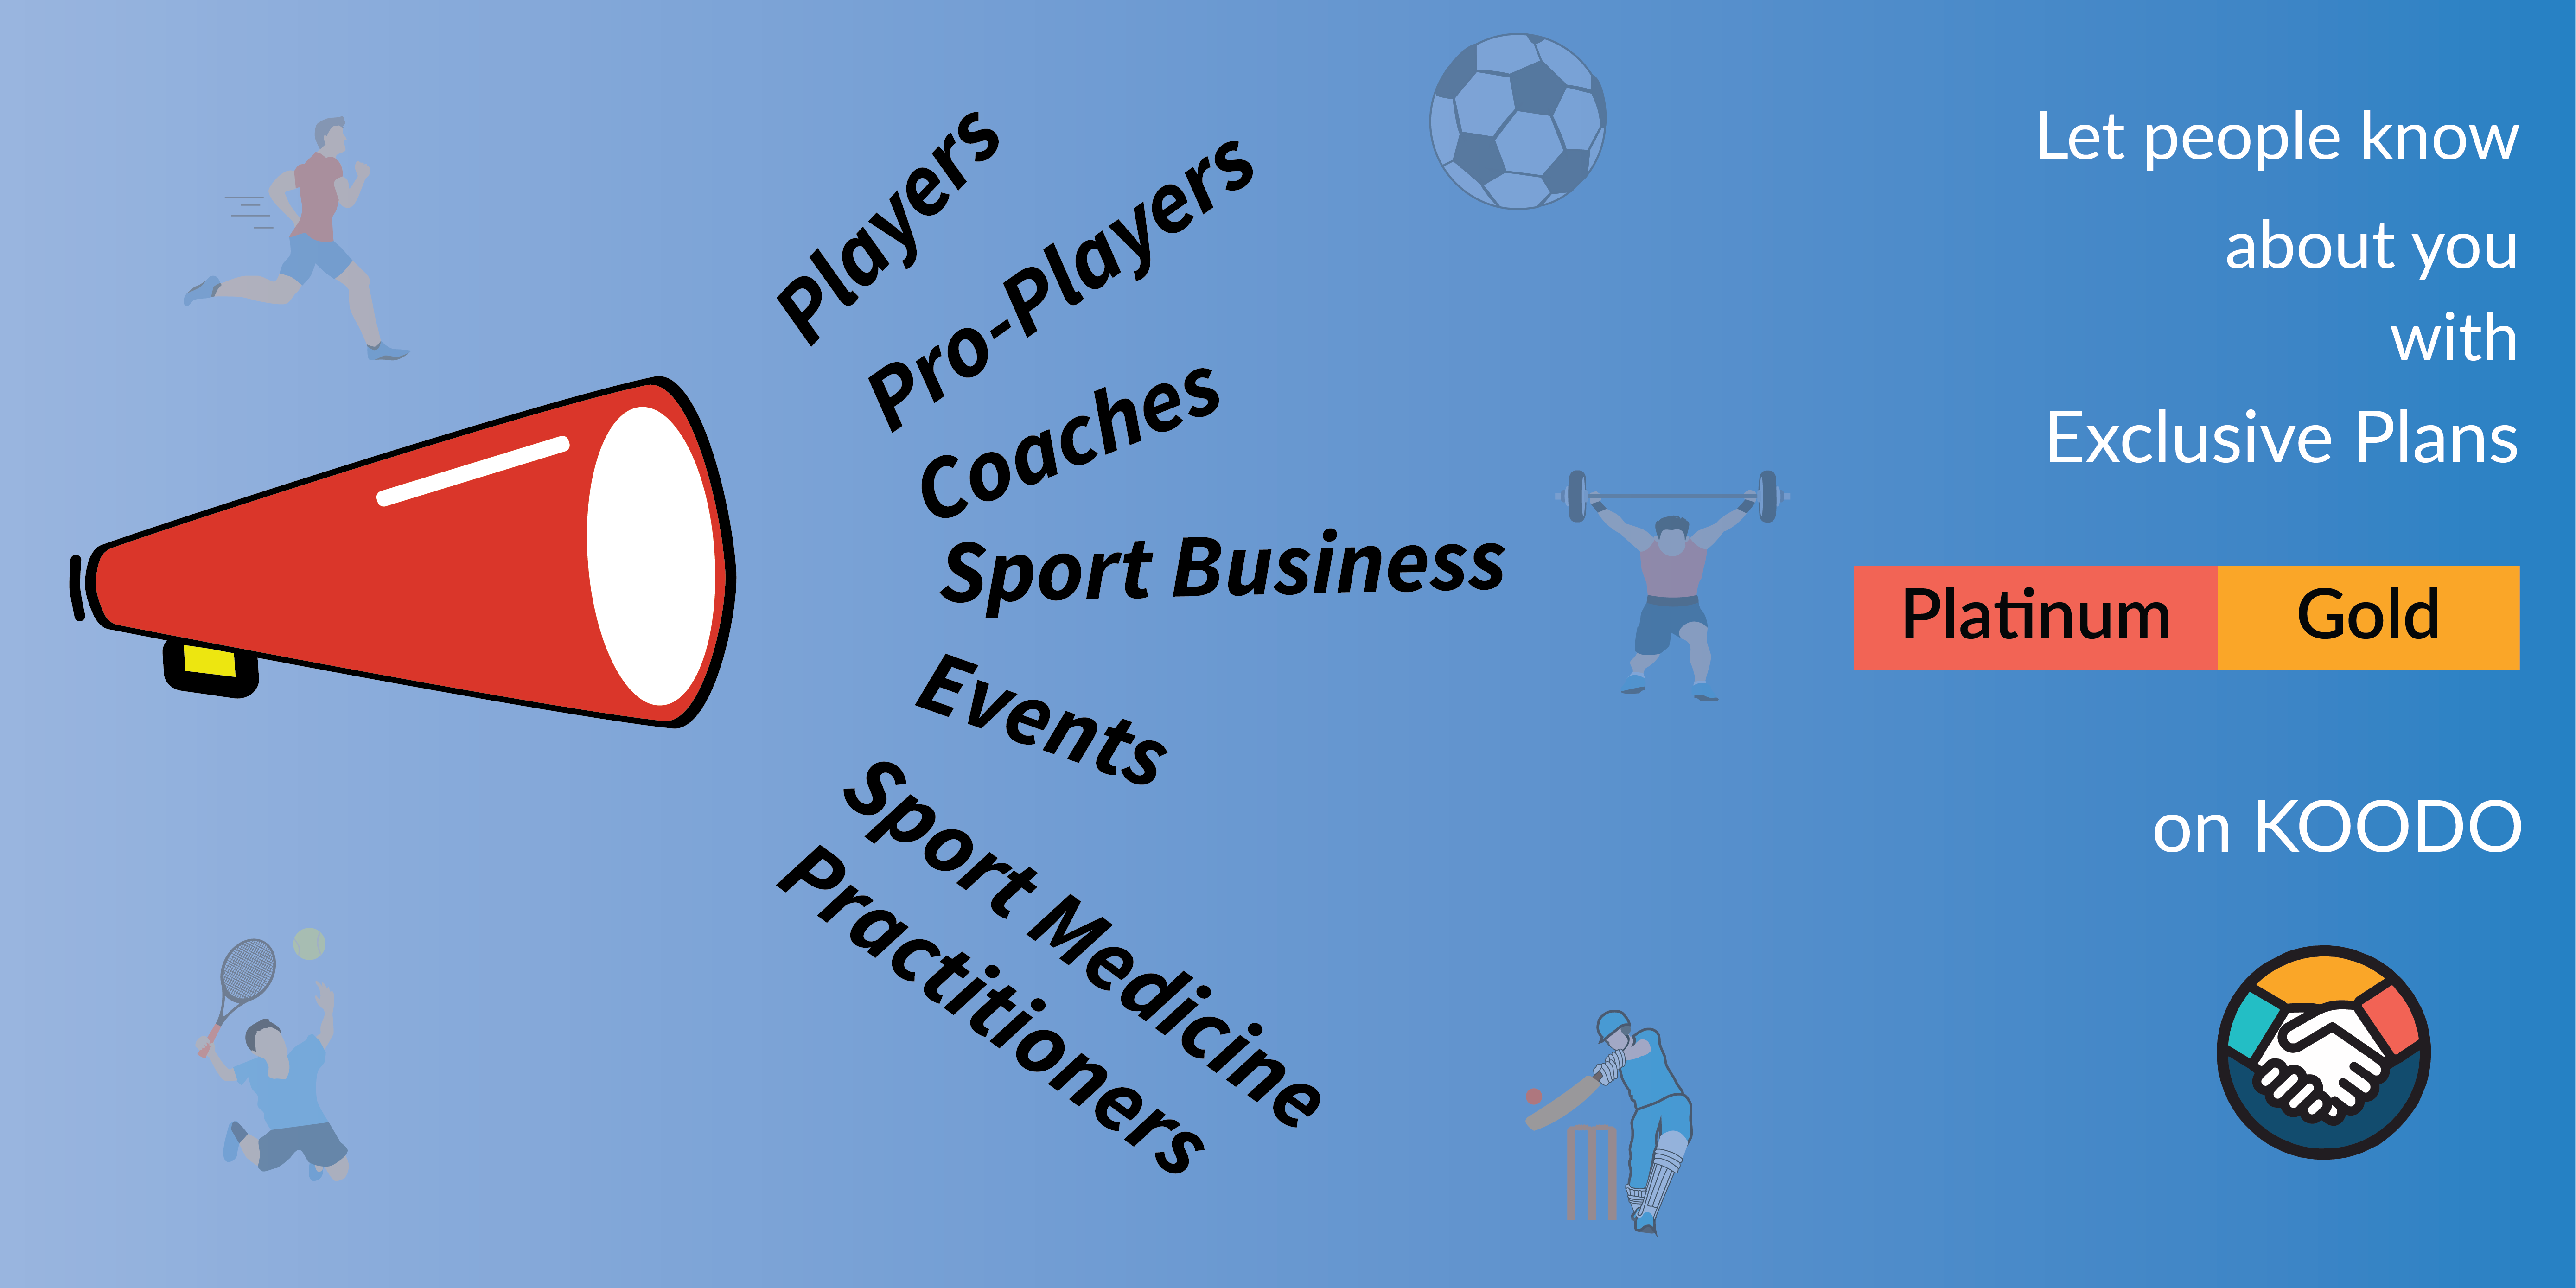 Players
Pro-Players
Coaches
Sport Business
Events
Sport Medicine
Practitioners
Let people know
about you
with
Exclusive Plans
Platinum
Gold
on KOODO